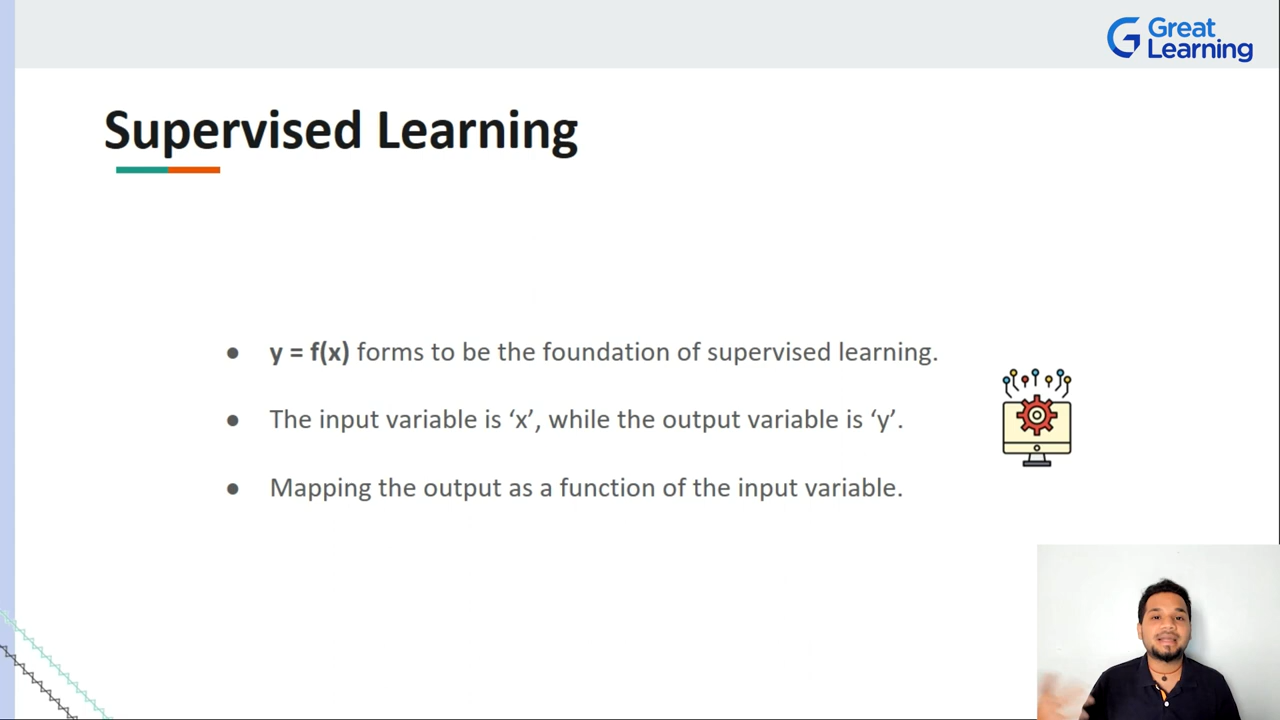 Great
Learning
Supervised Learning
● y = f(x) forms to be the foundation of supervised learning.
● The input variable is ‘x’, while the output variable is ‘y’.
● Mapping the output as a function of the input variable.